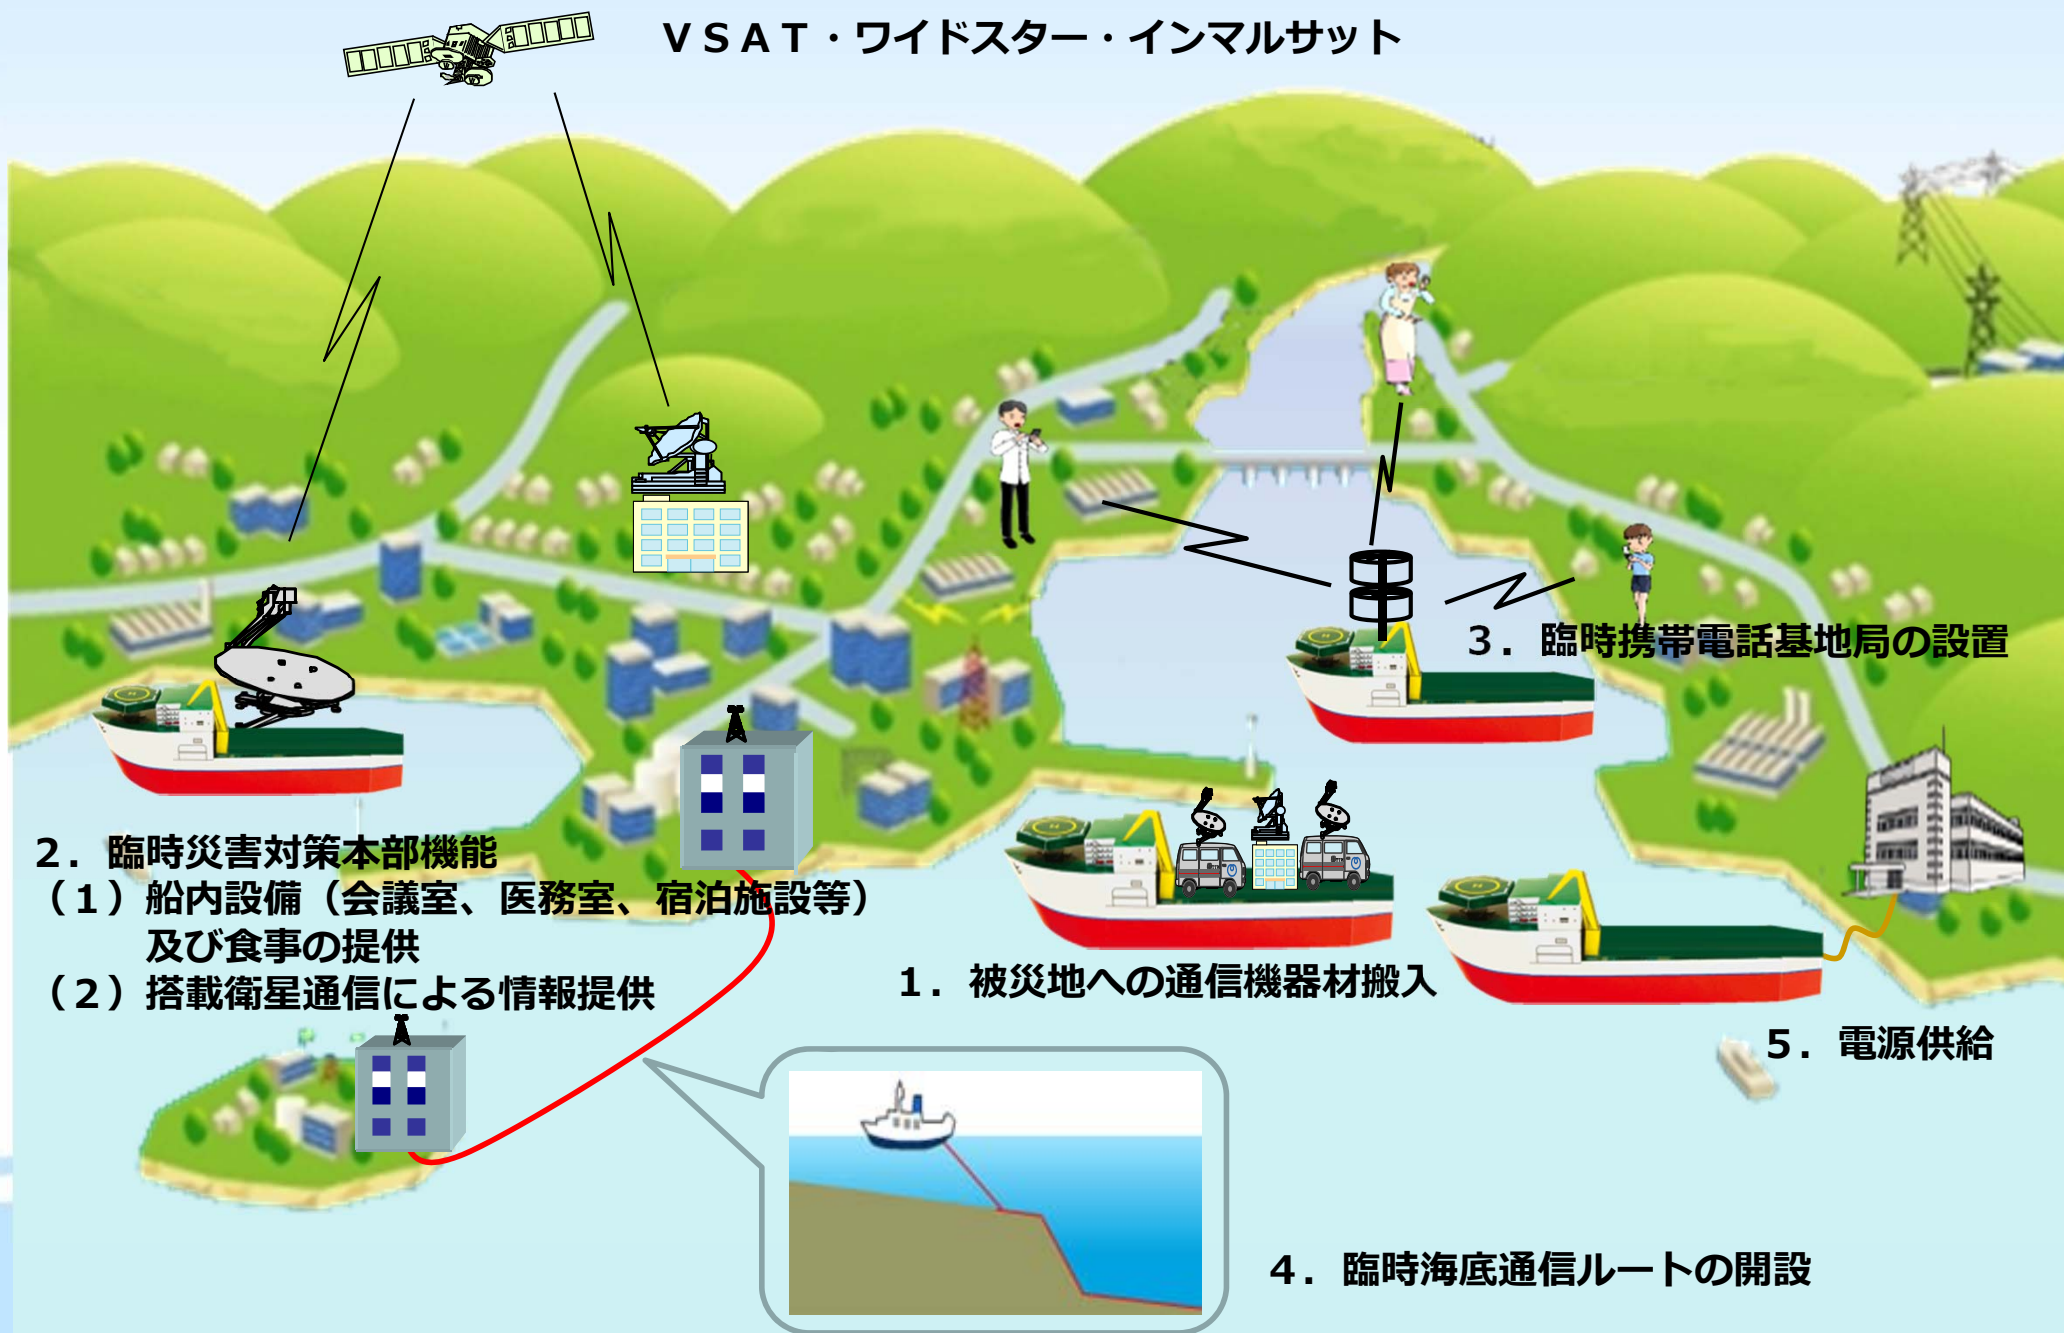 ＶＳＡＴ・ワイドスター・インマルサット
３．臨時携帯電話基地局の設置
２．臨時災害対策本部機能
（１）船内設備（会議室、医務室、宿泊施設等）
及び食事の提供
（２）搭載衛星通信による情報提供
１．被災地への通信機器材搬入
５．電源供給
４．臨時海底通信ルートの開設